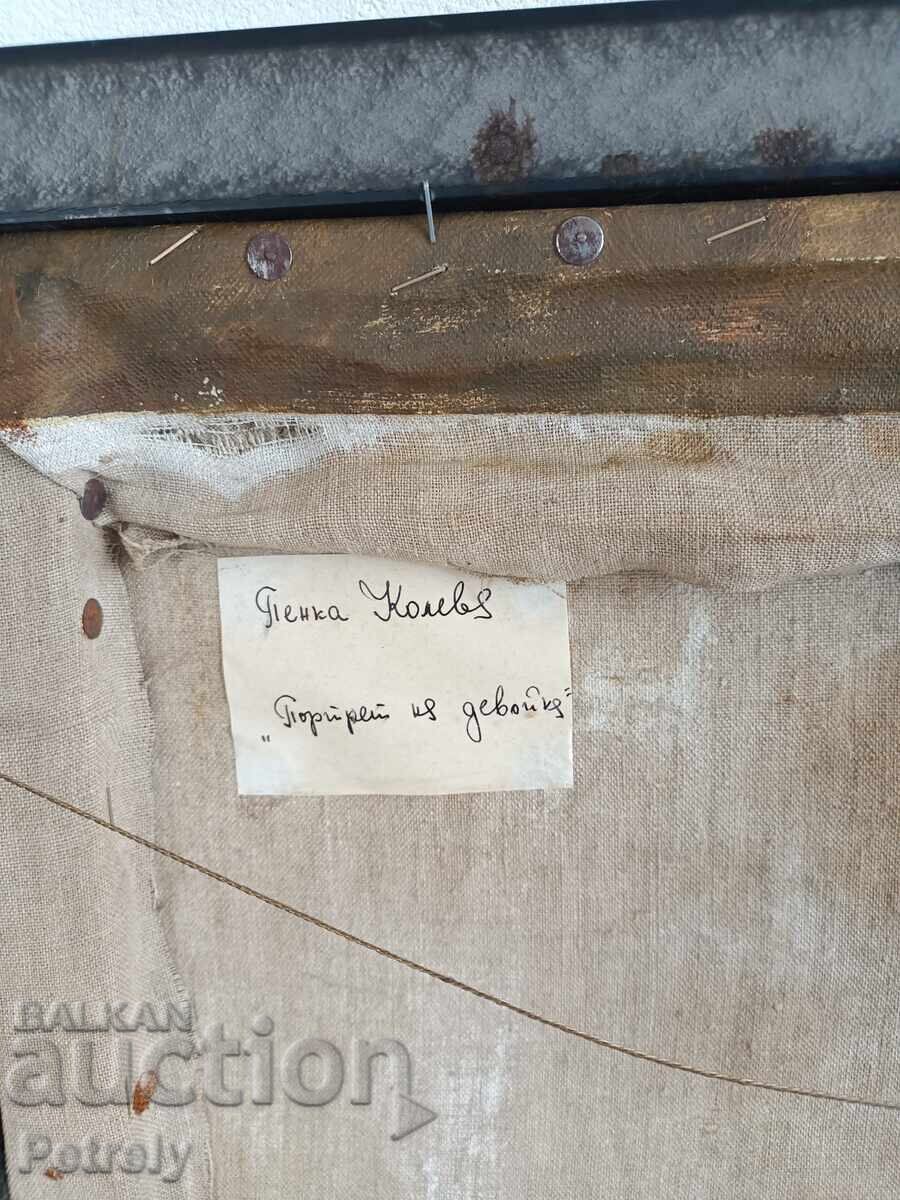 Пенка Колева
„Портрет на девойка"
BALKAN
auction
Potrely